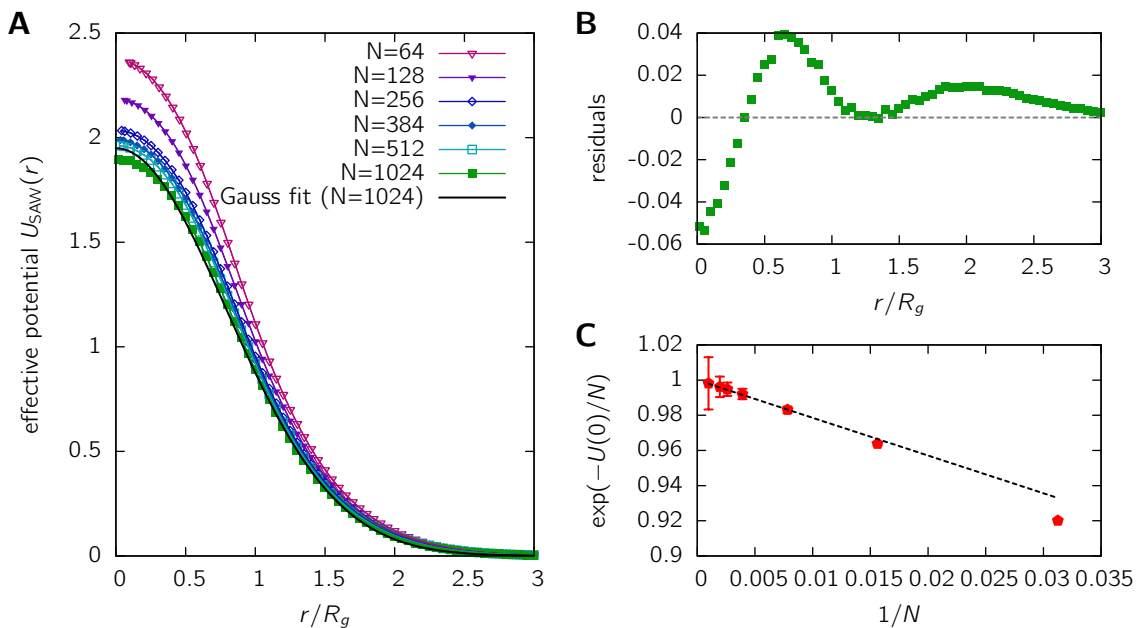 A
effective potential U_SAW(r)
2.5
2
1.5
1
0.5
0
0 0.5 1 1.5 2 2.5 3
r/R_g
N=64
N=128
N=256
N=384
N=512
N=1024
Gauss fit (N=1024)
B
residuals
0.04
0.02
0
-0.02
-0.04
-0.06
0 0.5 1 1.5 2 2.5 3
r/R_g
C
exp(−U(0)/N)
1.02
1
0.98
0.96
0.94
0.92
0.9
0 0.005 0.01 0.015 0.02 0.025 0.03 0.035
1/N